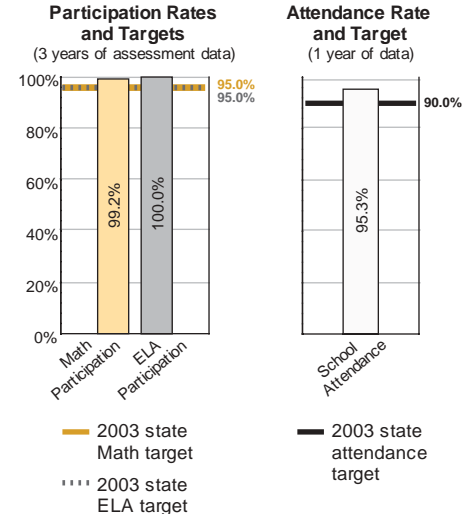 Participation Rates
and Targets
(3 years of assessment data)
100%
80%
60%
40%
20%
0%
99.2%
100.0%
95.0%
95.0%
Math
Participation
ELA
Participation
2003 state
Math target
2003 state
ELA target
Attendance Rate
and Target
(1 year of data)
90.0%
95.3%
School
Attendance
2003 state
attendance
target